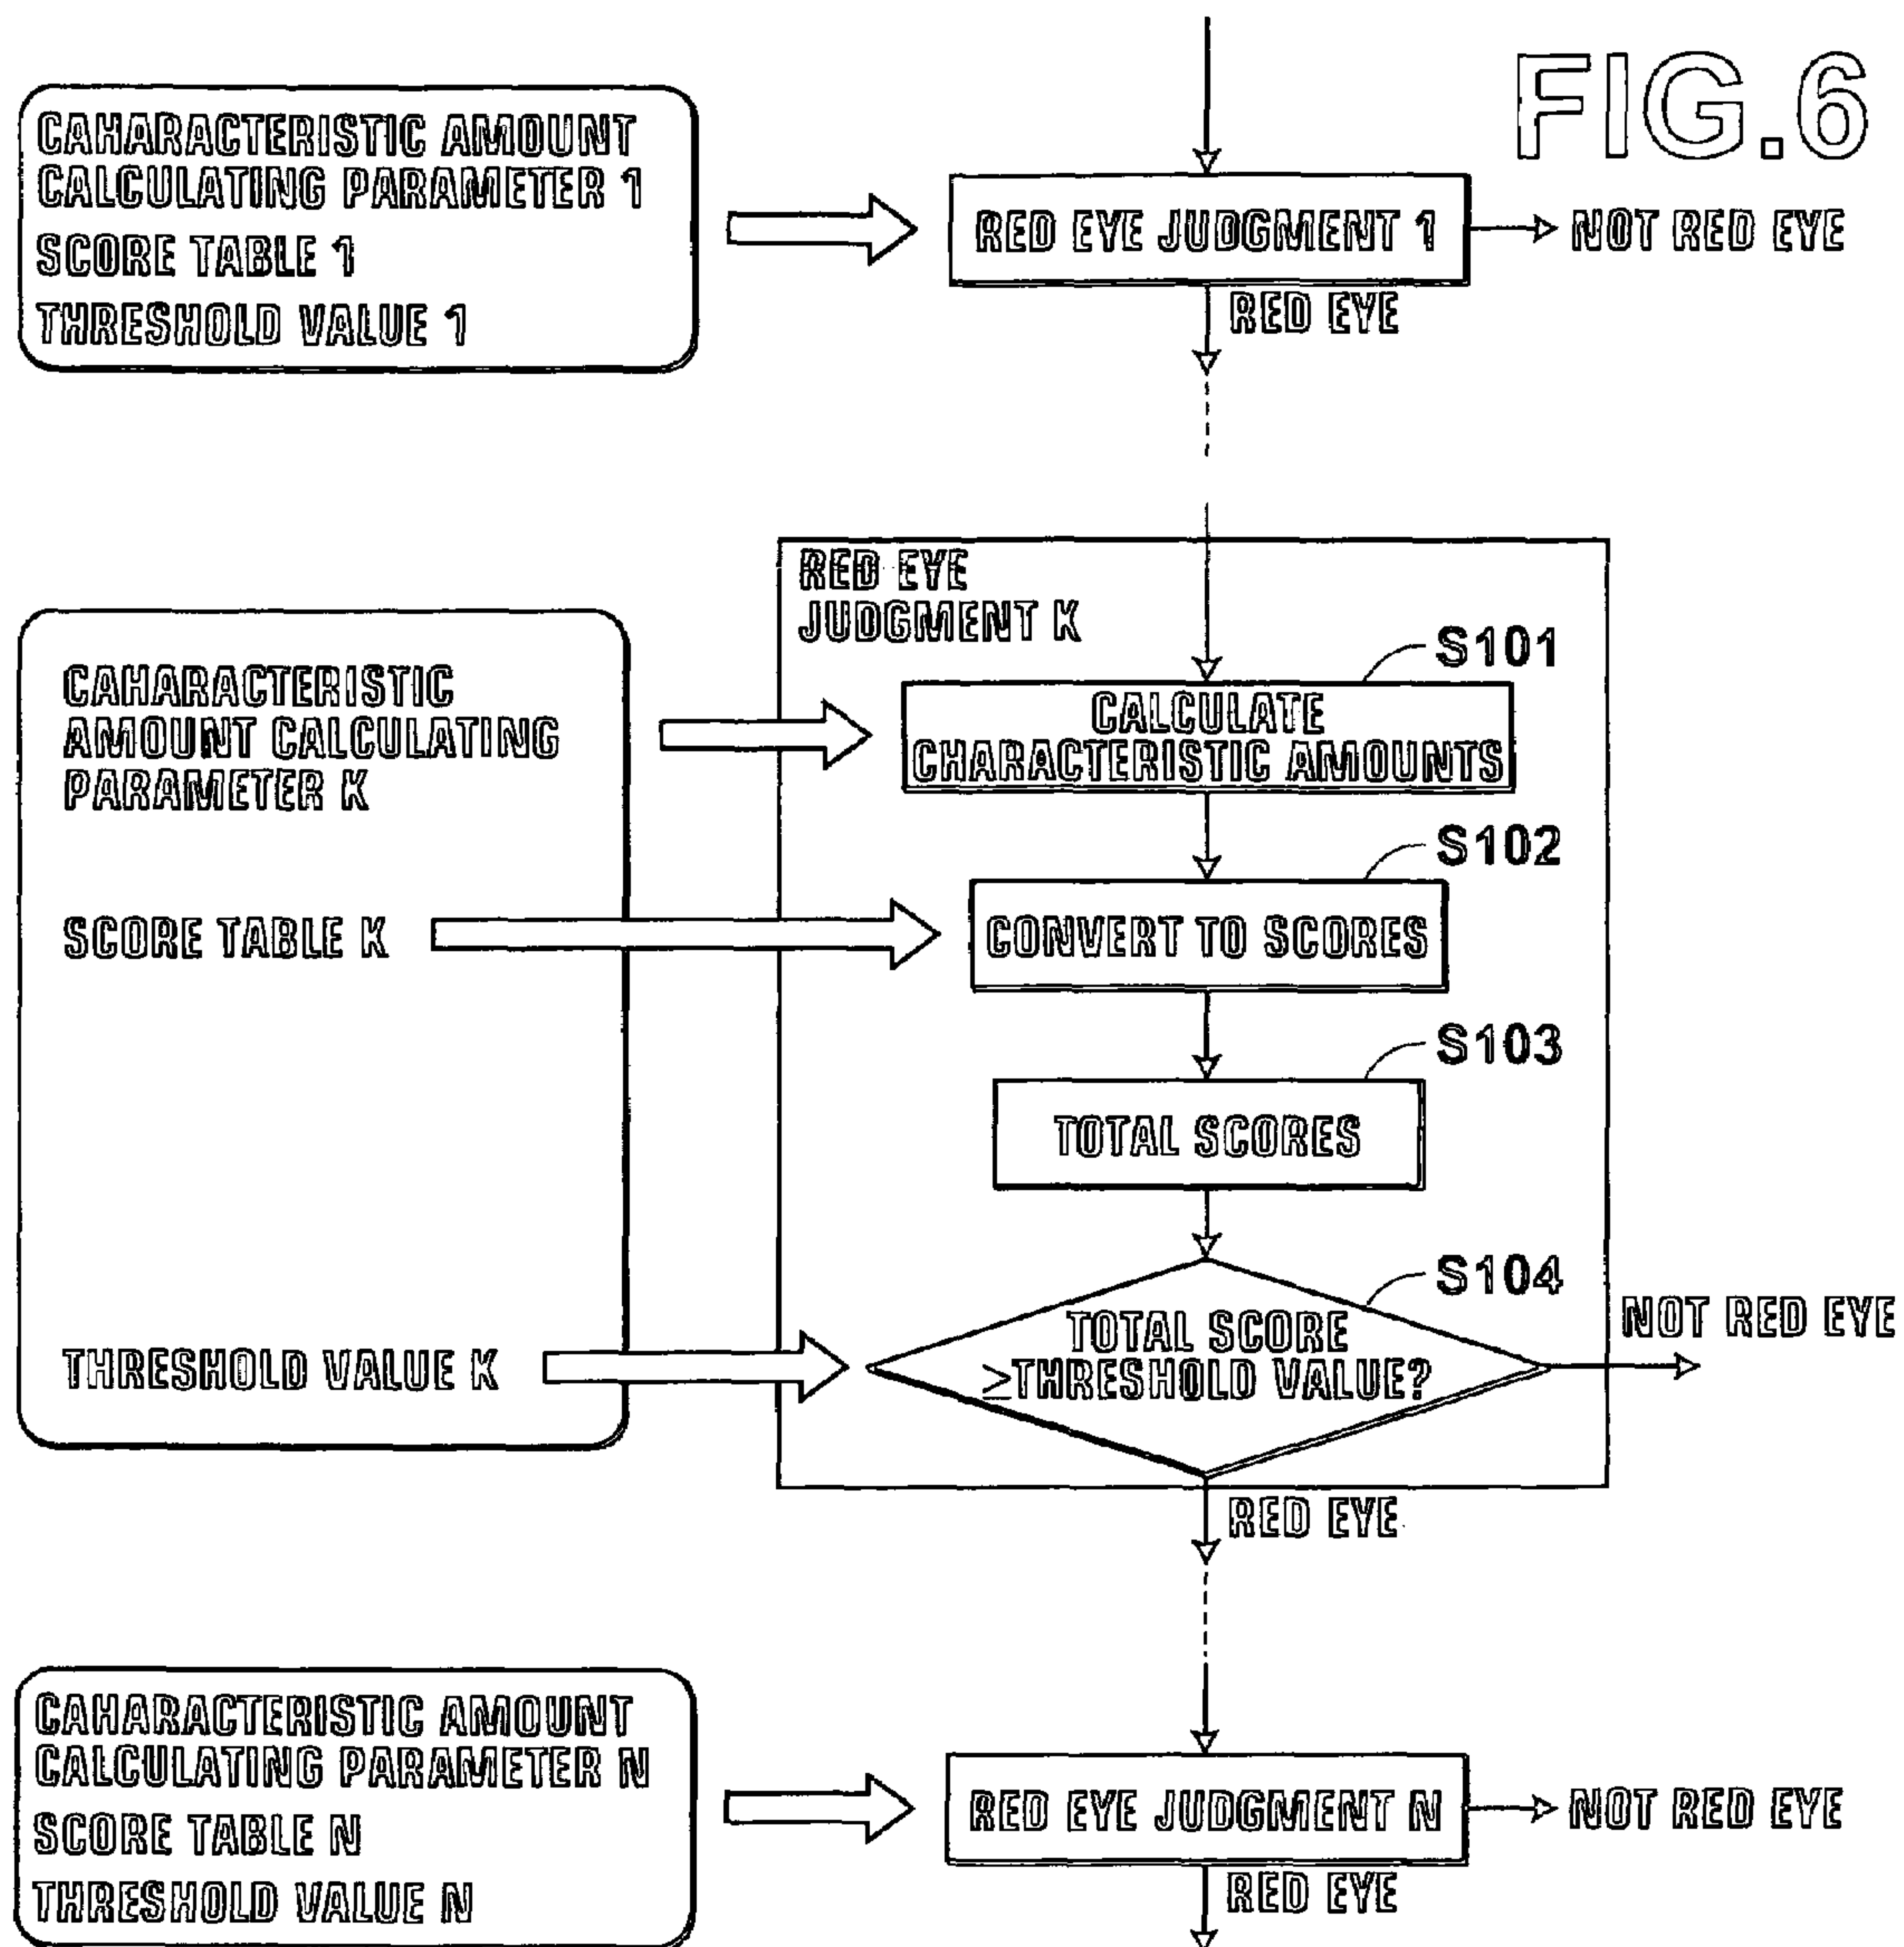 FIG.6
CAHARACTERISTIC AMOUNT
CALCULATING PARAMETER 1
SCORE TABLE 1
THRESHOLD VALUE 1
RED EYE JUDGMENT 1
NOT RED EYE
RED EYE
RED EYE
JUDGMENT K
CAHARACTERISTIC
AMOUNT CALCULATING
PARAMETER K
S101
CALCULATE
CHARACTERISTIC AMOUNTS
S102
SCORE TABLE K
CONVERT TO SCORES
S103
TOTAL SCORES
S104
THRESHOLD VALUE K
TOTAL SCORE
≥THRESHOLD VALUE?
NOT RED EYE
RED EYE
CAHARACTERISTIC AMOUNT
CALCULATING PARAMETER N
SCORE TABLE N
THRESHOLD VALUE N
RED EYE JUDGMENT N
NOT RED EYE
RED EYE